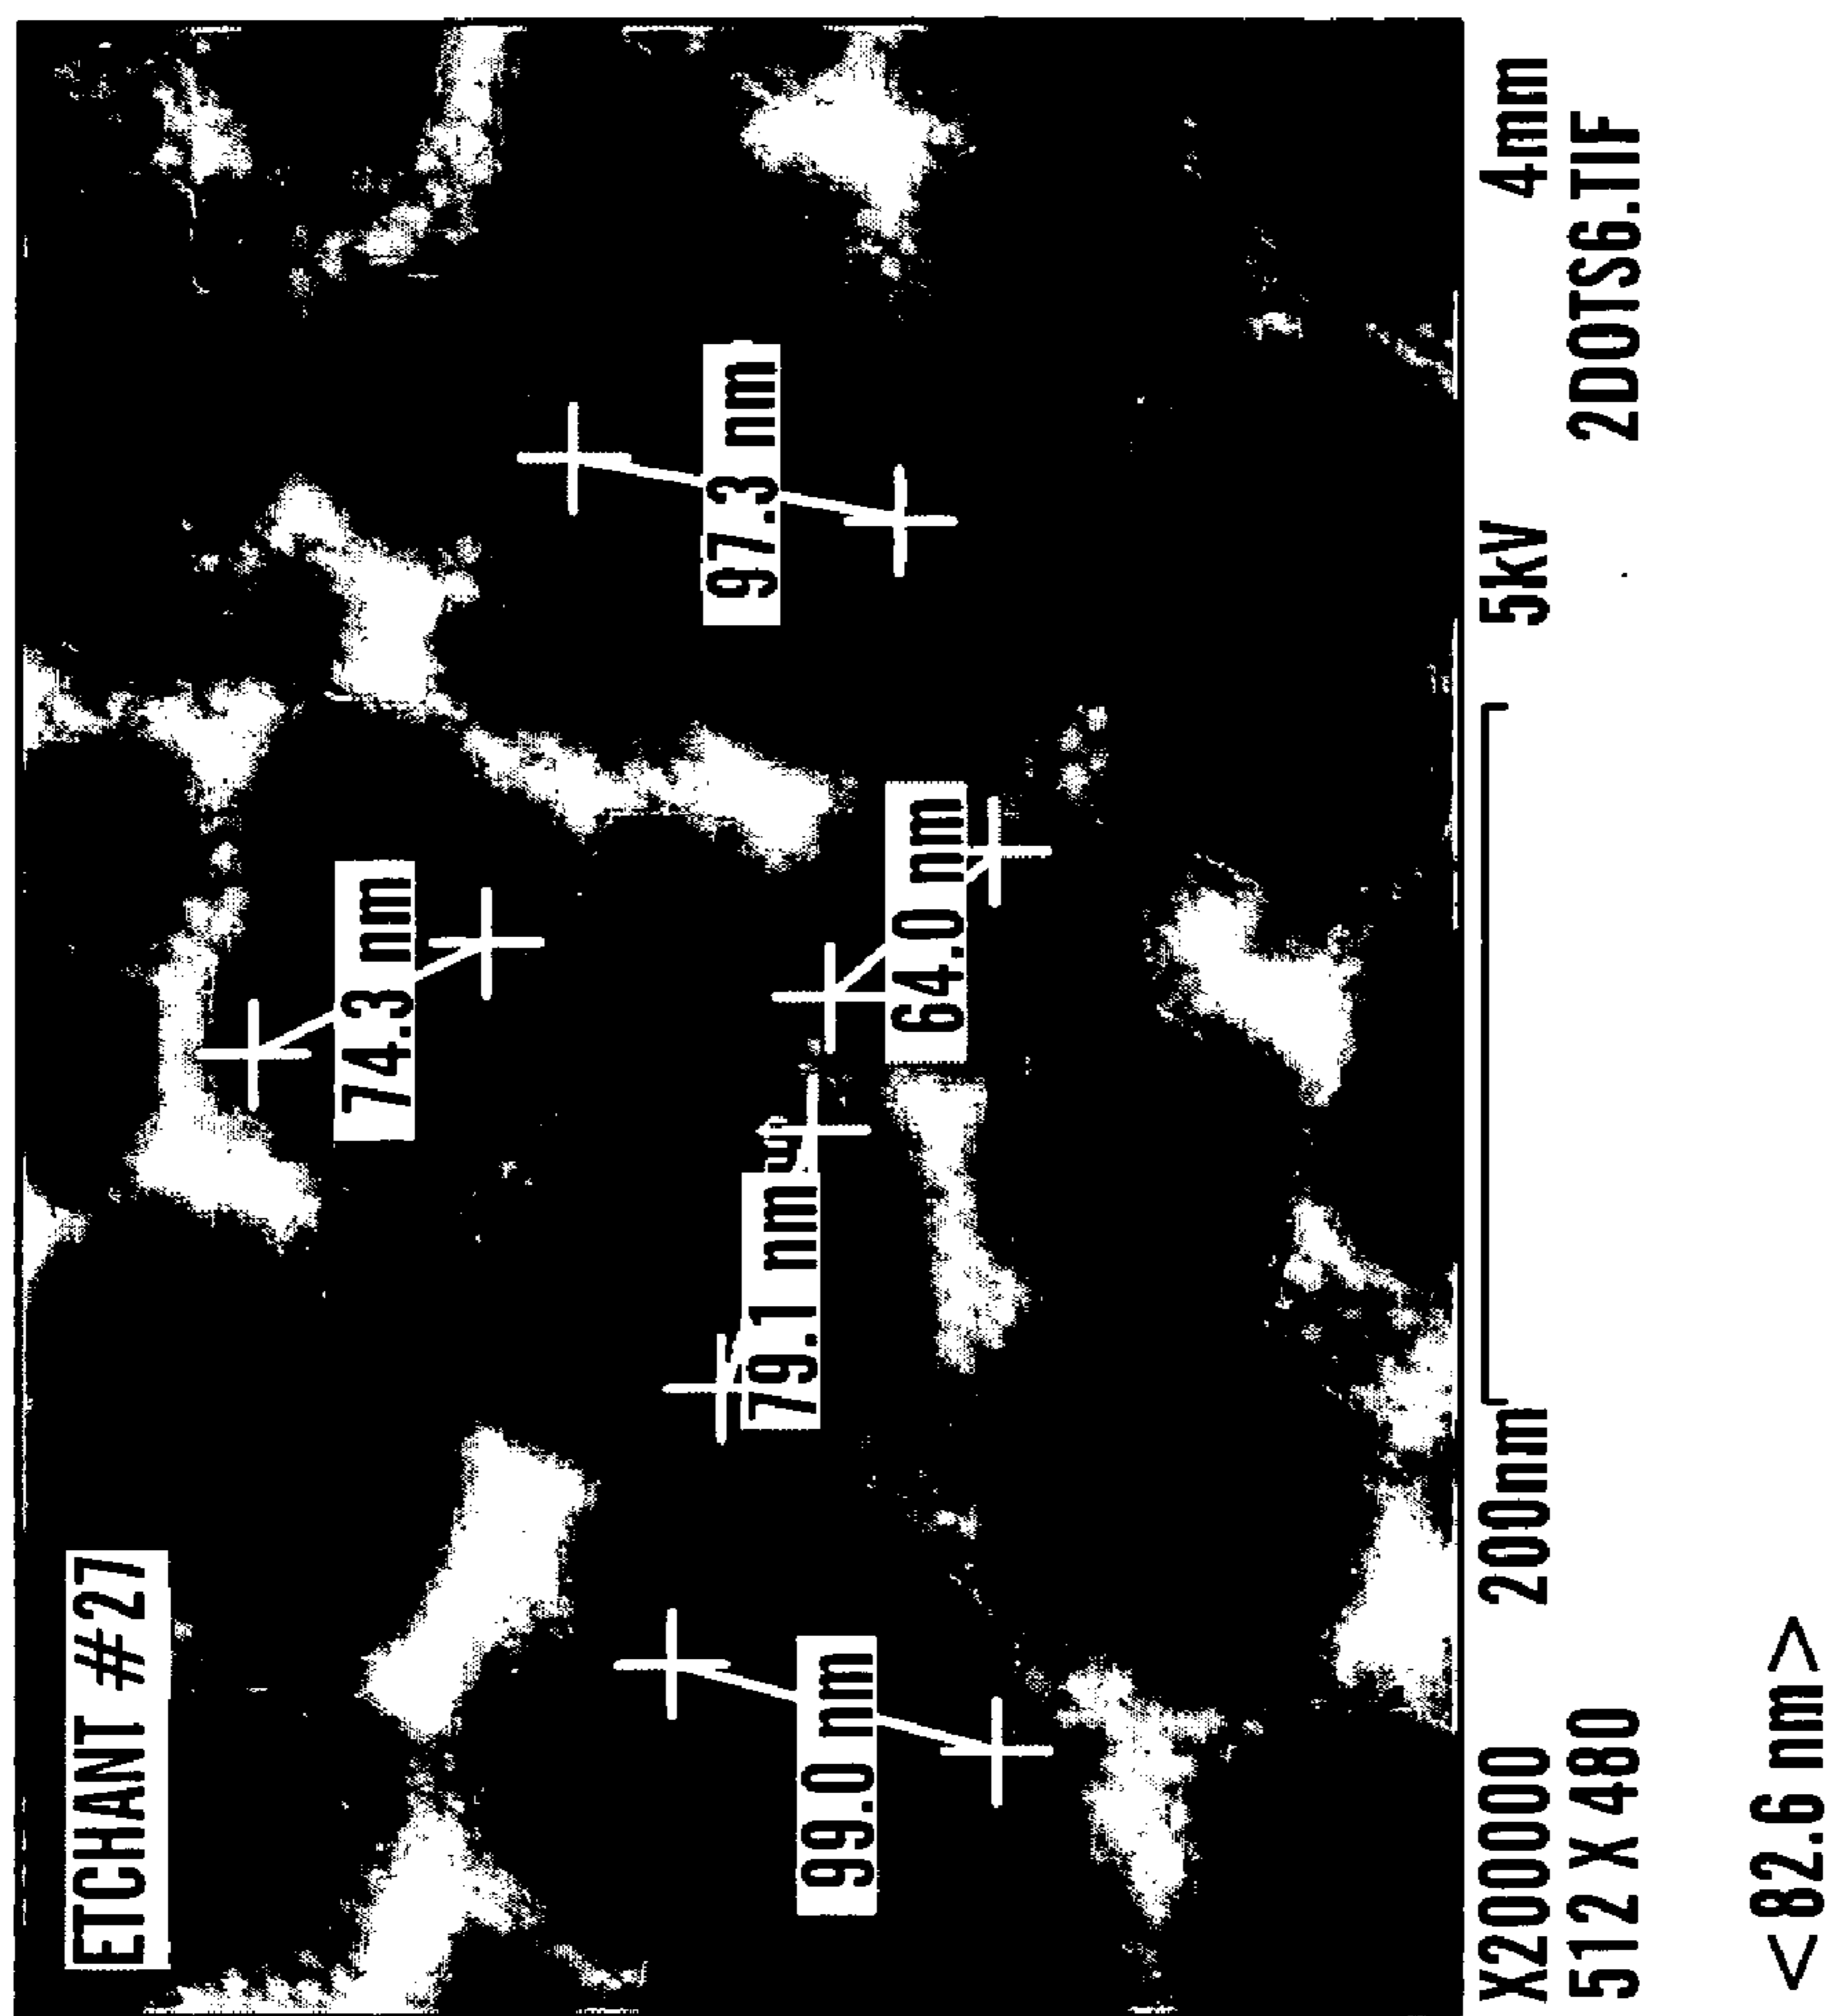 ETCHANT #27
74.3 nm
97.3 nm
79.1 nm
99.0 nm
64.0 nm
X200000 200nm 5kV 4mm
512 X 480 2DOTS6.TIF
< 82.6 nm >